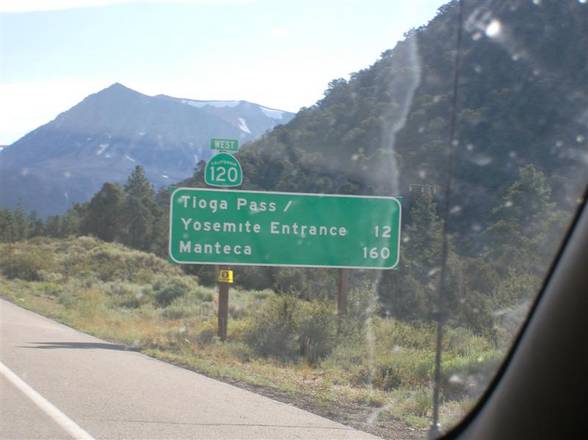 WEST
CALIFORNIA
120
Tioga Pass /
Yosemite Entrance 12
Manteca 160